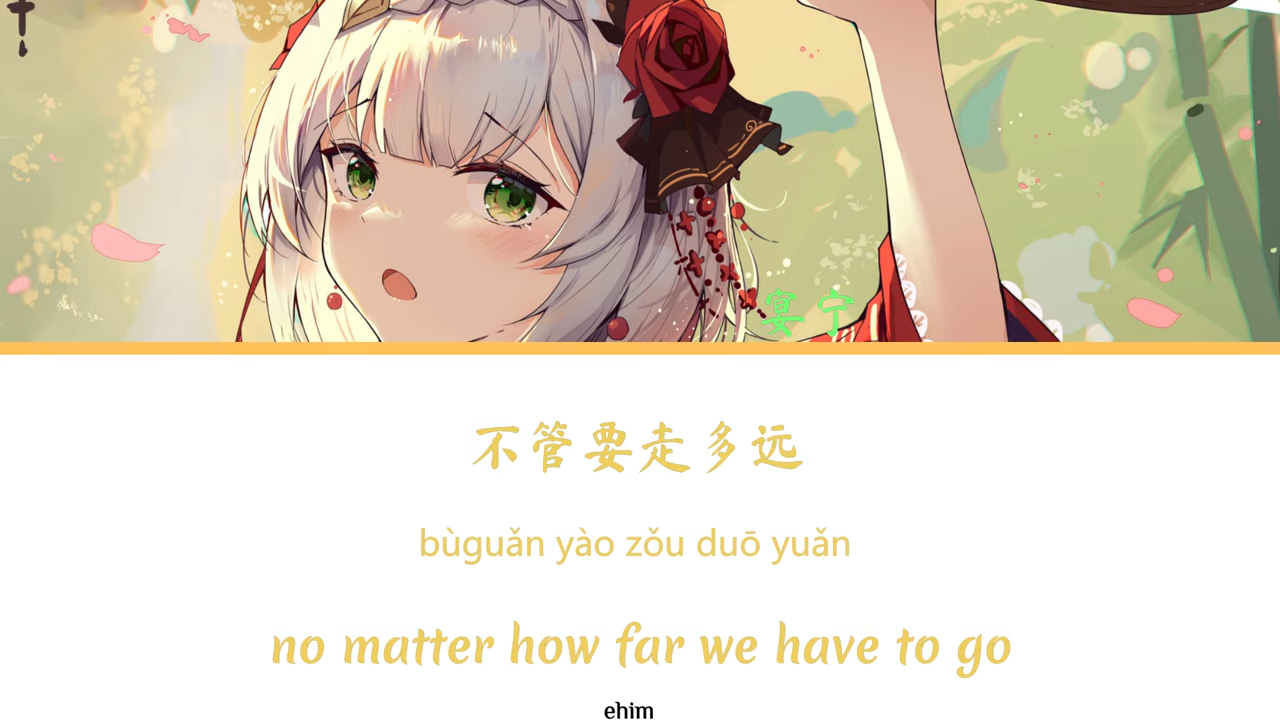 宴宁
不管要走多远
bùguǎn yào zǒu duō yuǎn
no matter how far we have to go
ehim